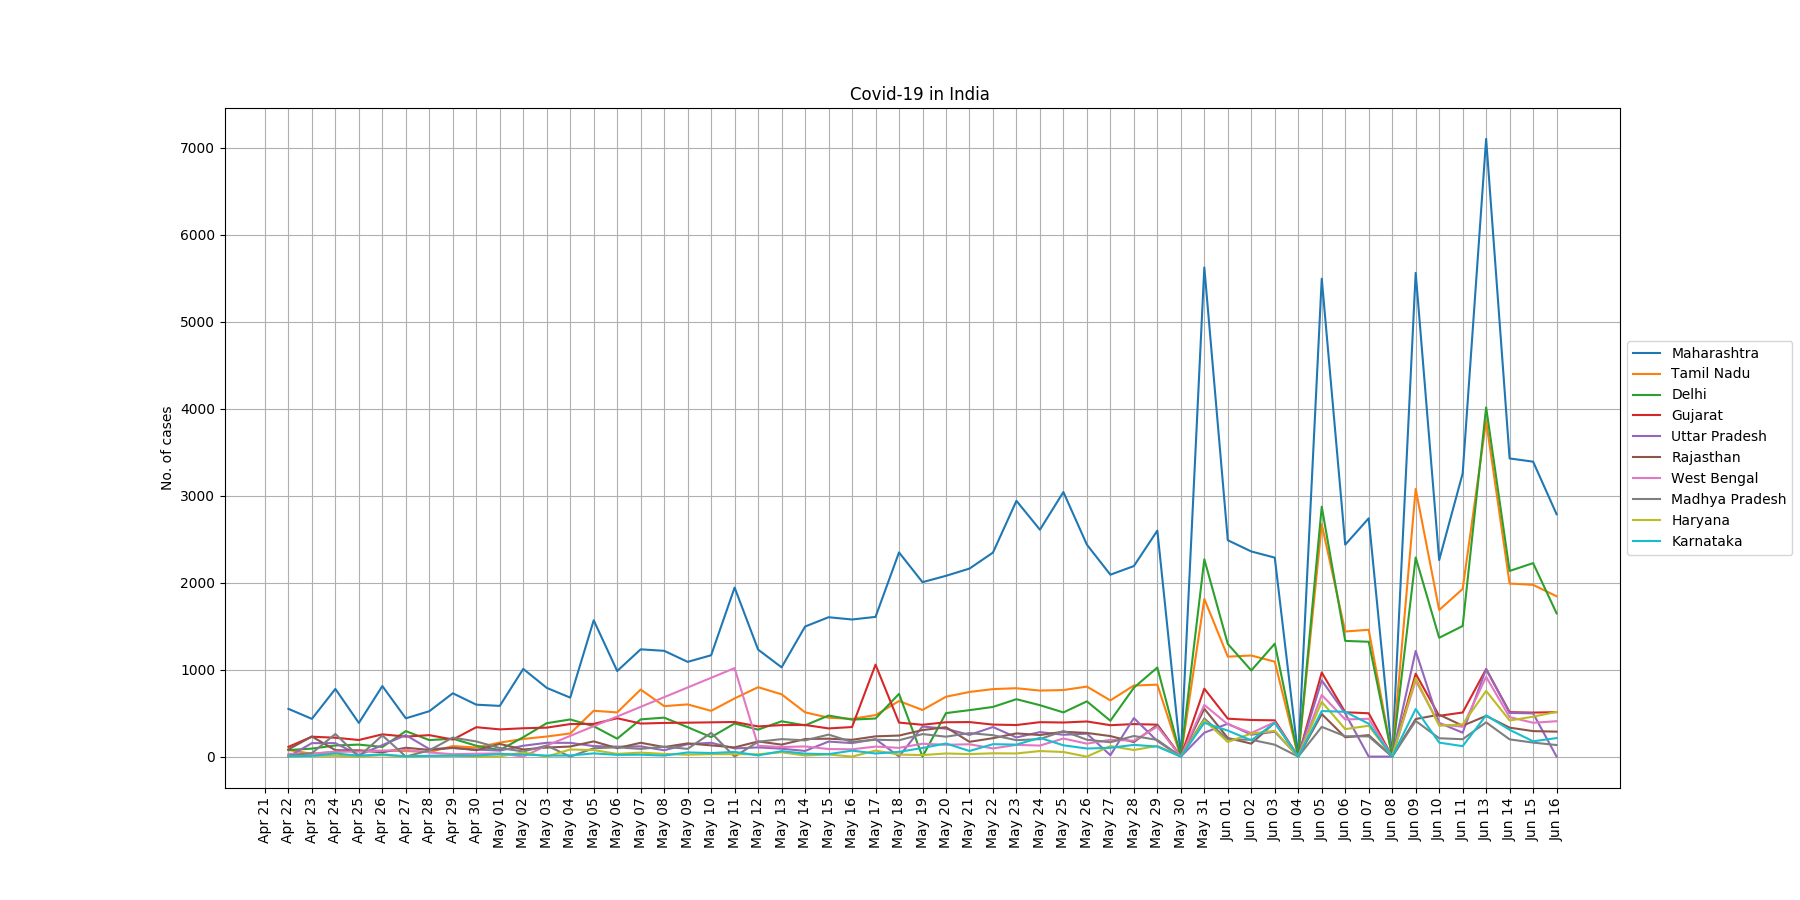 Covid-19 in India
No. of cases
7000
6000
5000
4000
3000
2000
1000
0
Apr 21
Apr 22
Apr 23
Apr 24
Apr 25
Apr 26
Apr 27
Apr 28
Apr 29
Apr 30
May 01
May 02
May 03
May 04
May 05
May 06
May 07
May 08
May 09
May 10
May 11
May 12
May 13
May 14
May 15
May 16
May 17
May 18
May 19
May 20
May 21
May 22
May 23
May 24
May 25
May 26
May 27
May 28
May 29
May 30
May 31
Jun 01
Jun 02
Jun 03
Jun 04
Jun 05
Jun 06
Jun 07
Jun 08
Jun 09
Jun 10
Jun 11
Jun 13
Jun 14
Jun 15
Jun 16
Maharashtra
Tamil Nadu
Delhi
Gujarat
Uttar Pradesh
Rajasthan
West Bengal
Madhya Pradesh
Haryana
Karnataka